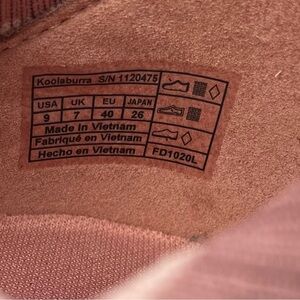 Koolaburra S/N 1120475
USA UK EU JAPAN
9 7 40 26
Made in Vietnam
Fabriqué en Vietnam
Hecho en Vietnam FD1020L